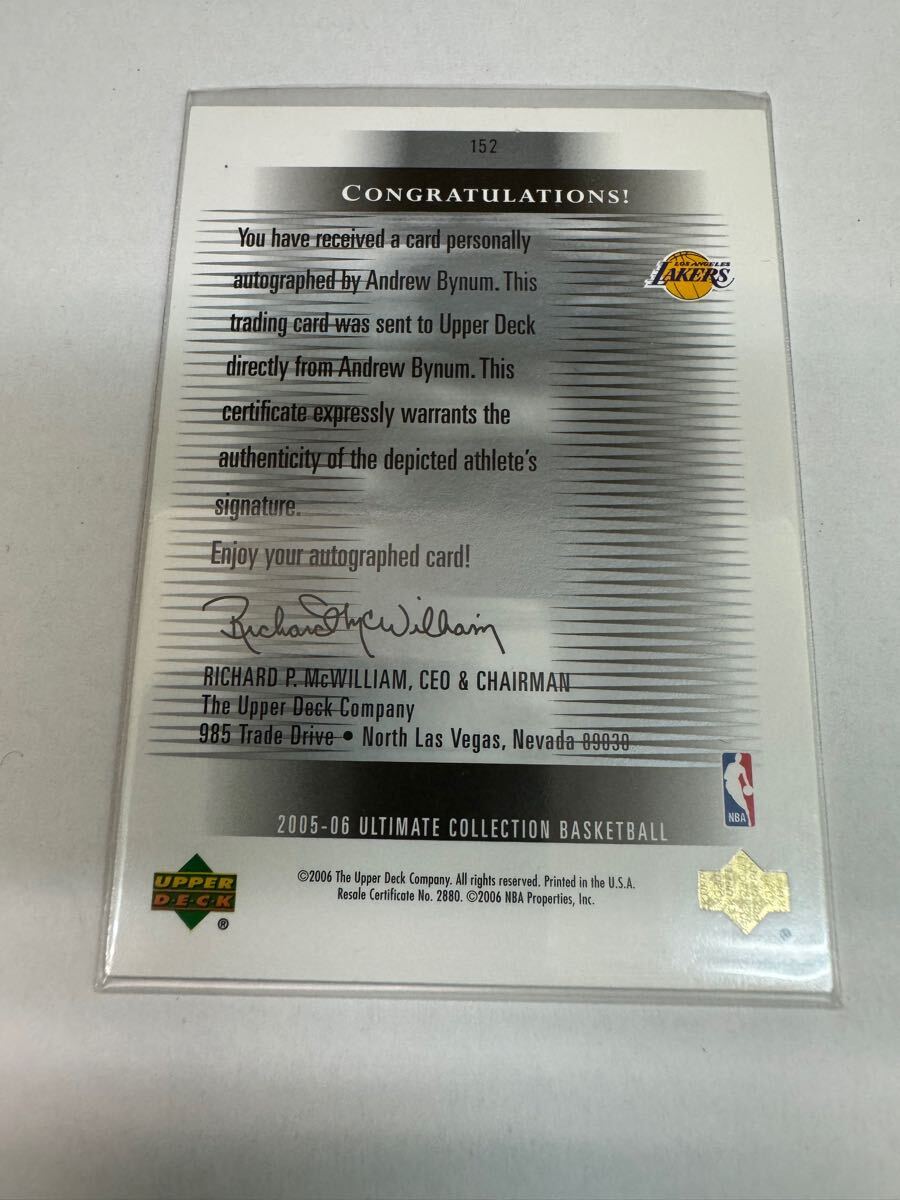 152
CONGRATULATIONS!
You have received a card personally
autographed by Andrew Bynum. This
trading card was sent to Upper Deck
directly from Andrew Bynum. This
certificate expressly warrants the
authenticity of the depicted athlete's
signature.
Enjoy your autographed card!
LOS ANGELES
LAKERS
Richard McWilliam
RICHARD P. McWILLIAM, CEO & CHAIRMAN
The Upper Deck Company
985 Trade Drive • North Las Vegas, Nevada 89030
NBA
2005-06 ULTIMATE COLLECTION BASKETBALL
UPPER
D·E·C·K
®
©2006 The Upper Deck Company. All rights reserved. Printed in the U.S.A.
Resale Certificate No. 2880. ©2006 NBA Properties, Inc.